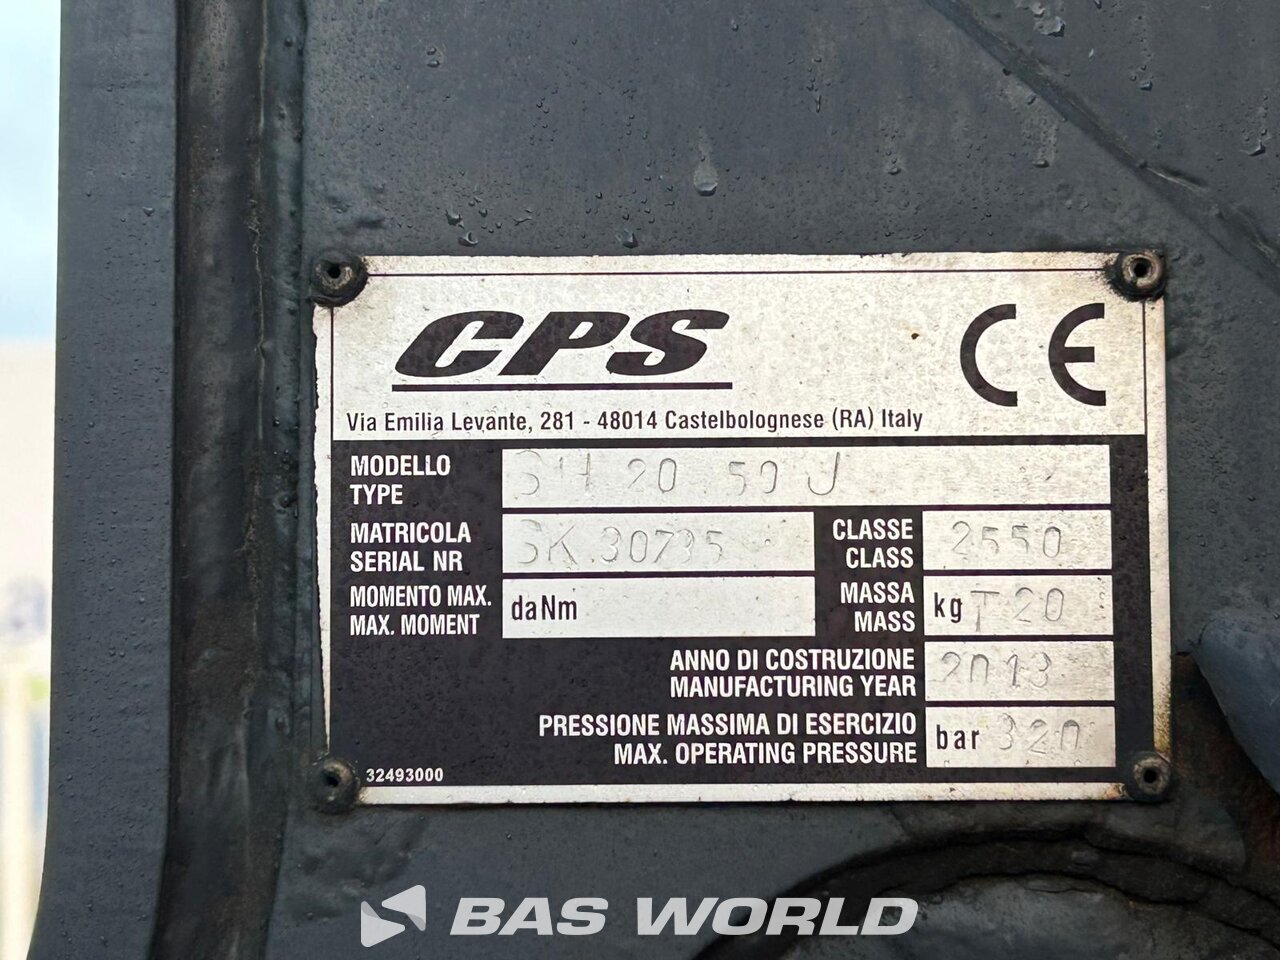 CPS
CE
Via Emilia Levante, 281 - 48014 Castelbolognese (RA) Italy
MODELLO
TYPE
20.50 J
MATRICOLA
SERIAL NR
SK.30735
CLASSE
CLASS
2550
MOMENTO MAX.
MAX. MOMENT
daNm
MASSA
MASS
kg T 20
ANNO DI COSTRUZIONE
MANUFACTURING YEAR
2013
PRESSIONE MASSIMA DI ESERCIZIO
MAX. OPERATING PRESSURE
bar 320
32493000
BAS WORLD